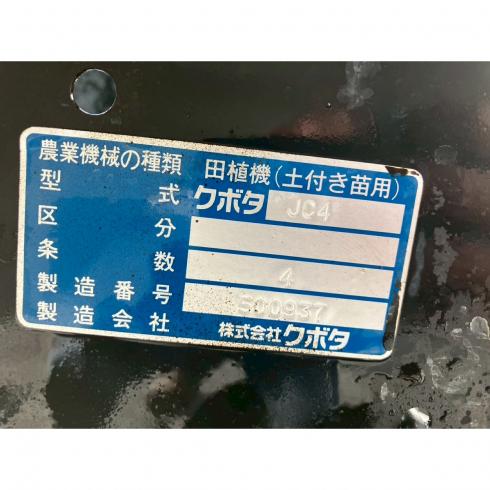 農業機械の種類 田植機(土付き苗用)
型式 クボタ JC4
区分
条数 4
製造番号 S00937
製造会社 株式会社クボタ